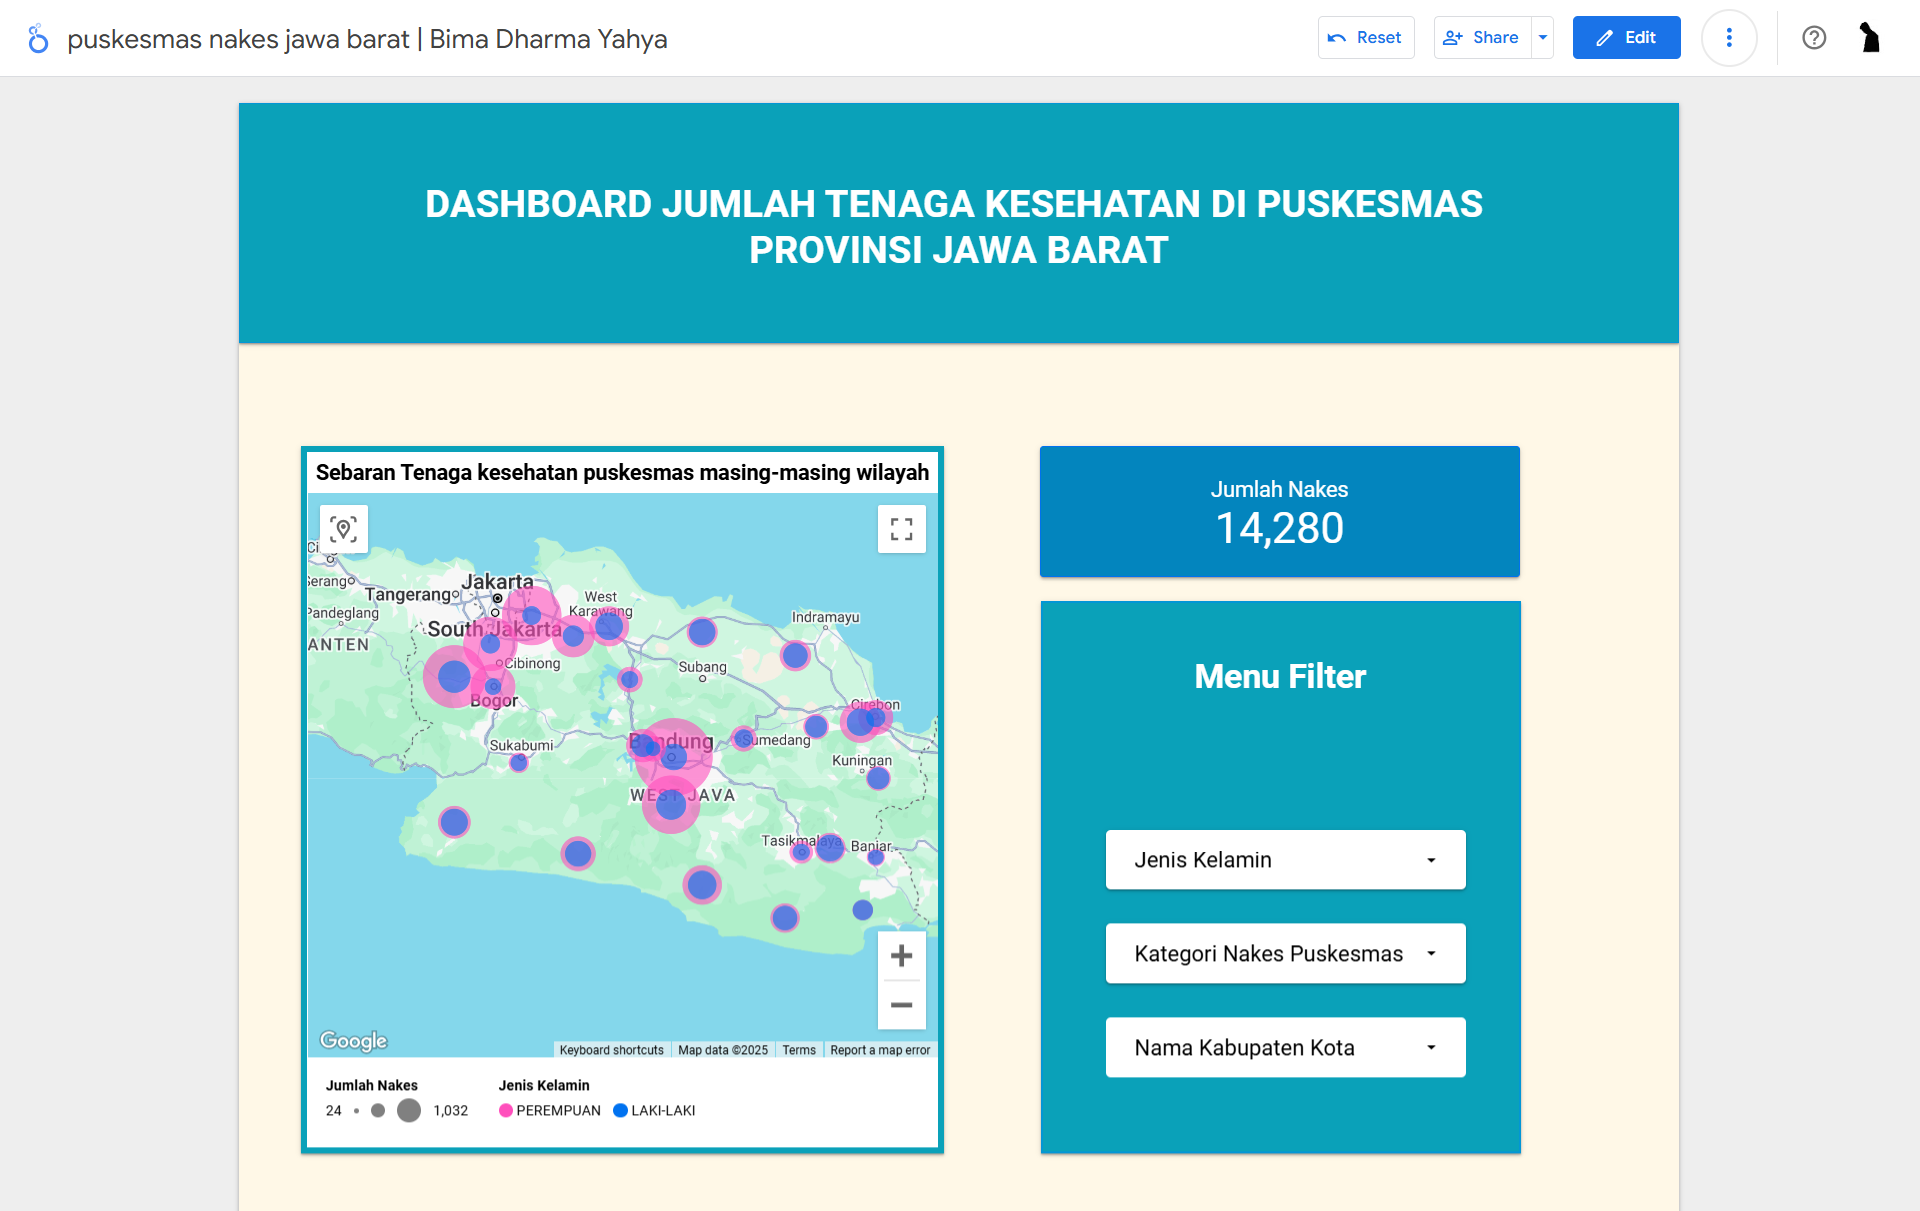 puskesmas nakes jawa barat | Bima Dharma Yahya
Reset
Share
Edit
DASHBOARD JUMLAH TENAGA KESEHATAN DI PUSKESMAS
PROVINSI JAWA BARAT
Sebaran Tenaga kesehatan puskesmas masing-masing wilayah
Jakarta
Tangerang
Pandeglang
South Jakarta
West
Karawang
Indramayu
Cibinong
Subang
Bogor
Cirebon
Sukabumi
Bandung
Sumedang
Kuningan
WEST JAVA
Tasikmalaya
Banjar
Google
Keyboard shortcuts
Map data ©2025
Terms
Report a map error
Jumlah Nakes
24
1,032
Jenis Kelamin
PEREMPUAN
LAKI-LAKI
Jumlah Nakes
14,280
Menu Filter
Jenis Kelamin
Kategori Nakes Puskesmas
Nama Kabupaten Kota